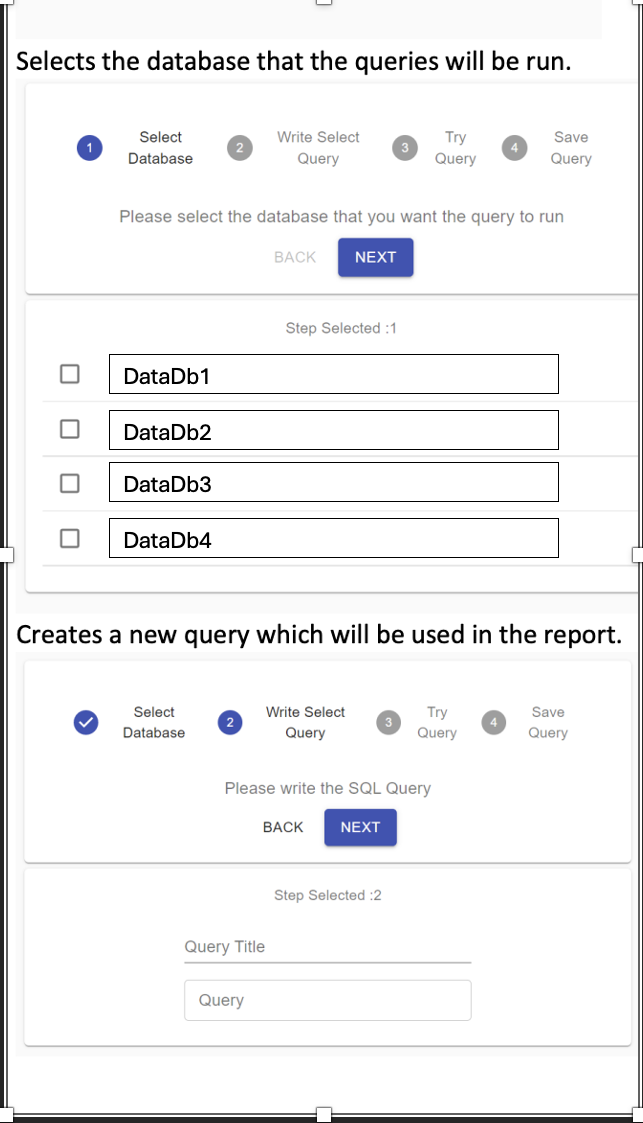 Selects the database that the queries will be run.
1 Select Database 2 Write Select Query 3 Try Query 4 Save Query
Please select the database that you want the query to run
BACK NEXT
Step Selected :1
DataDb1
DataDb2
DataDb3
DataDb4
Creates a new query which will be used in the report.
Select Database 2 Write Select Query 3 Try Query 4 Save Query
Please write the SQL Query
BACK NEXT
Step Selected :2
Query Title
Query